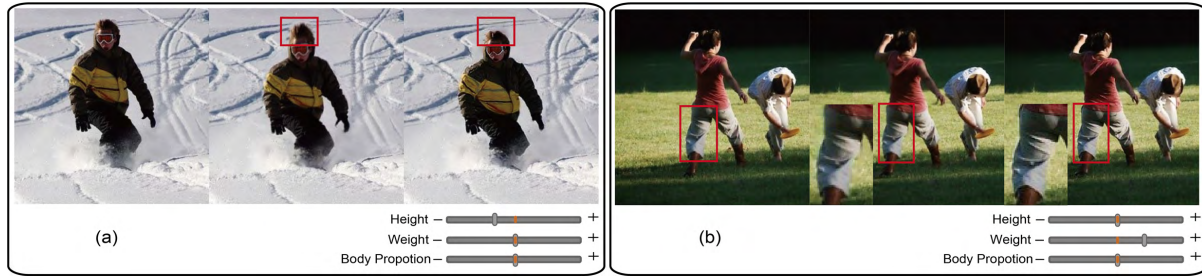 Height – +
(a) Weight – +
Body Propotion – +
Height – +
(b) Weight – +
Body Propotion – +